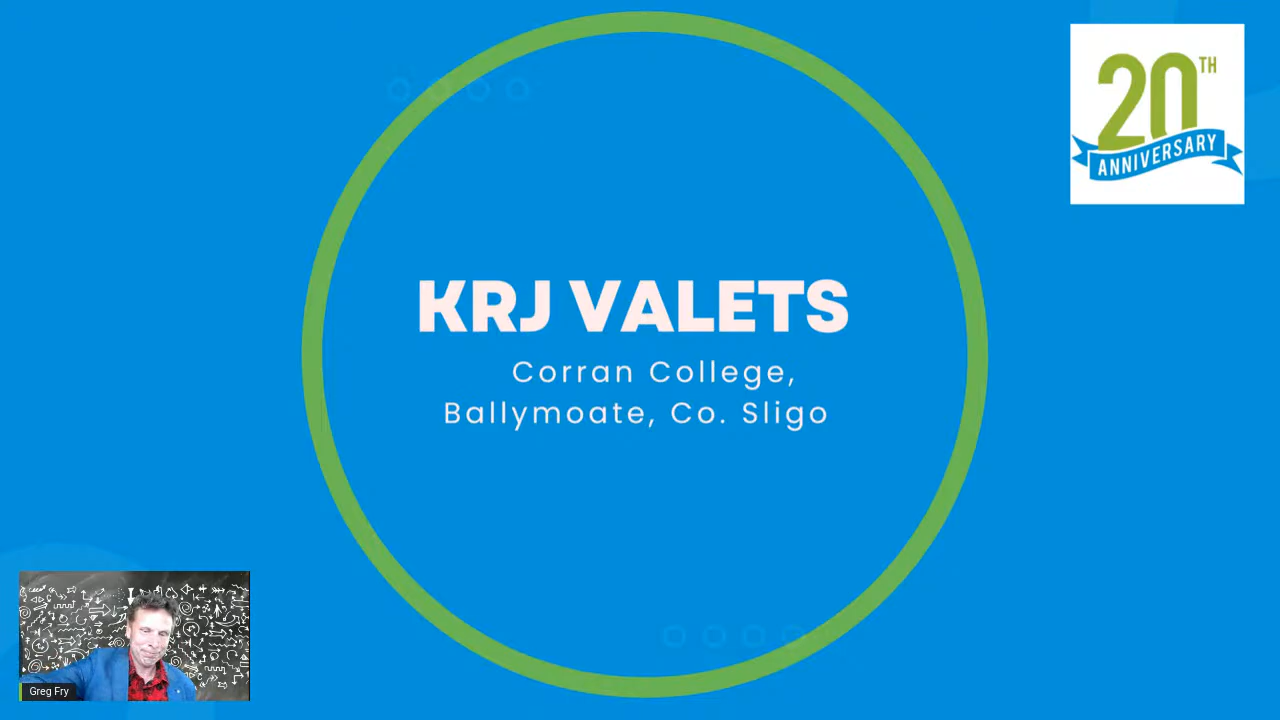 20TH
ANNIVERSARY
KRJ VALETS
Corran College,
Ballymoate, Co. Sligo
Greg Fry